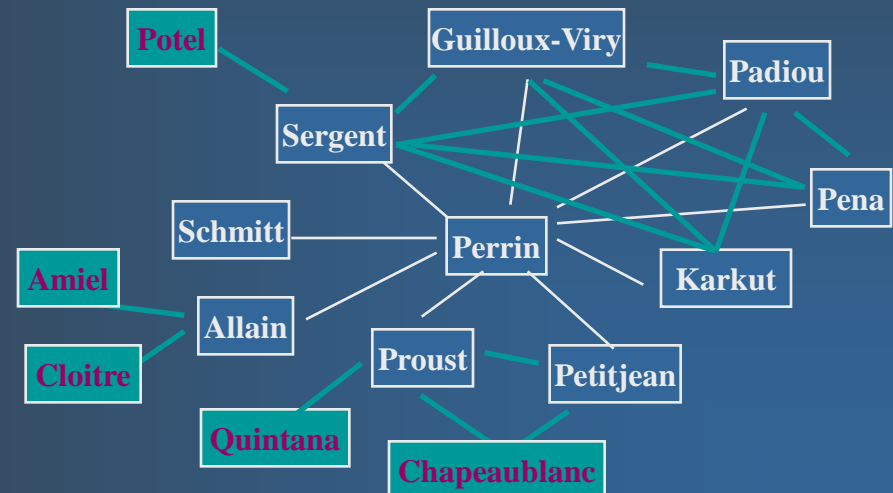 Potel
Guilloux-Viry
Padiou
Sergent
Pena
Schmitt
Perrin
Karkut
Amiel
Allain
Proust
Petitjean
Cloitre
Quintana
Chapeaublanc